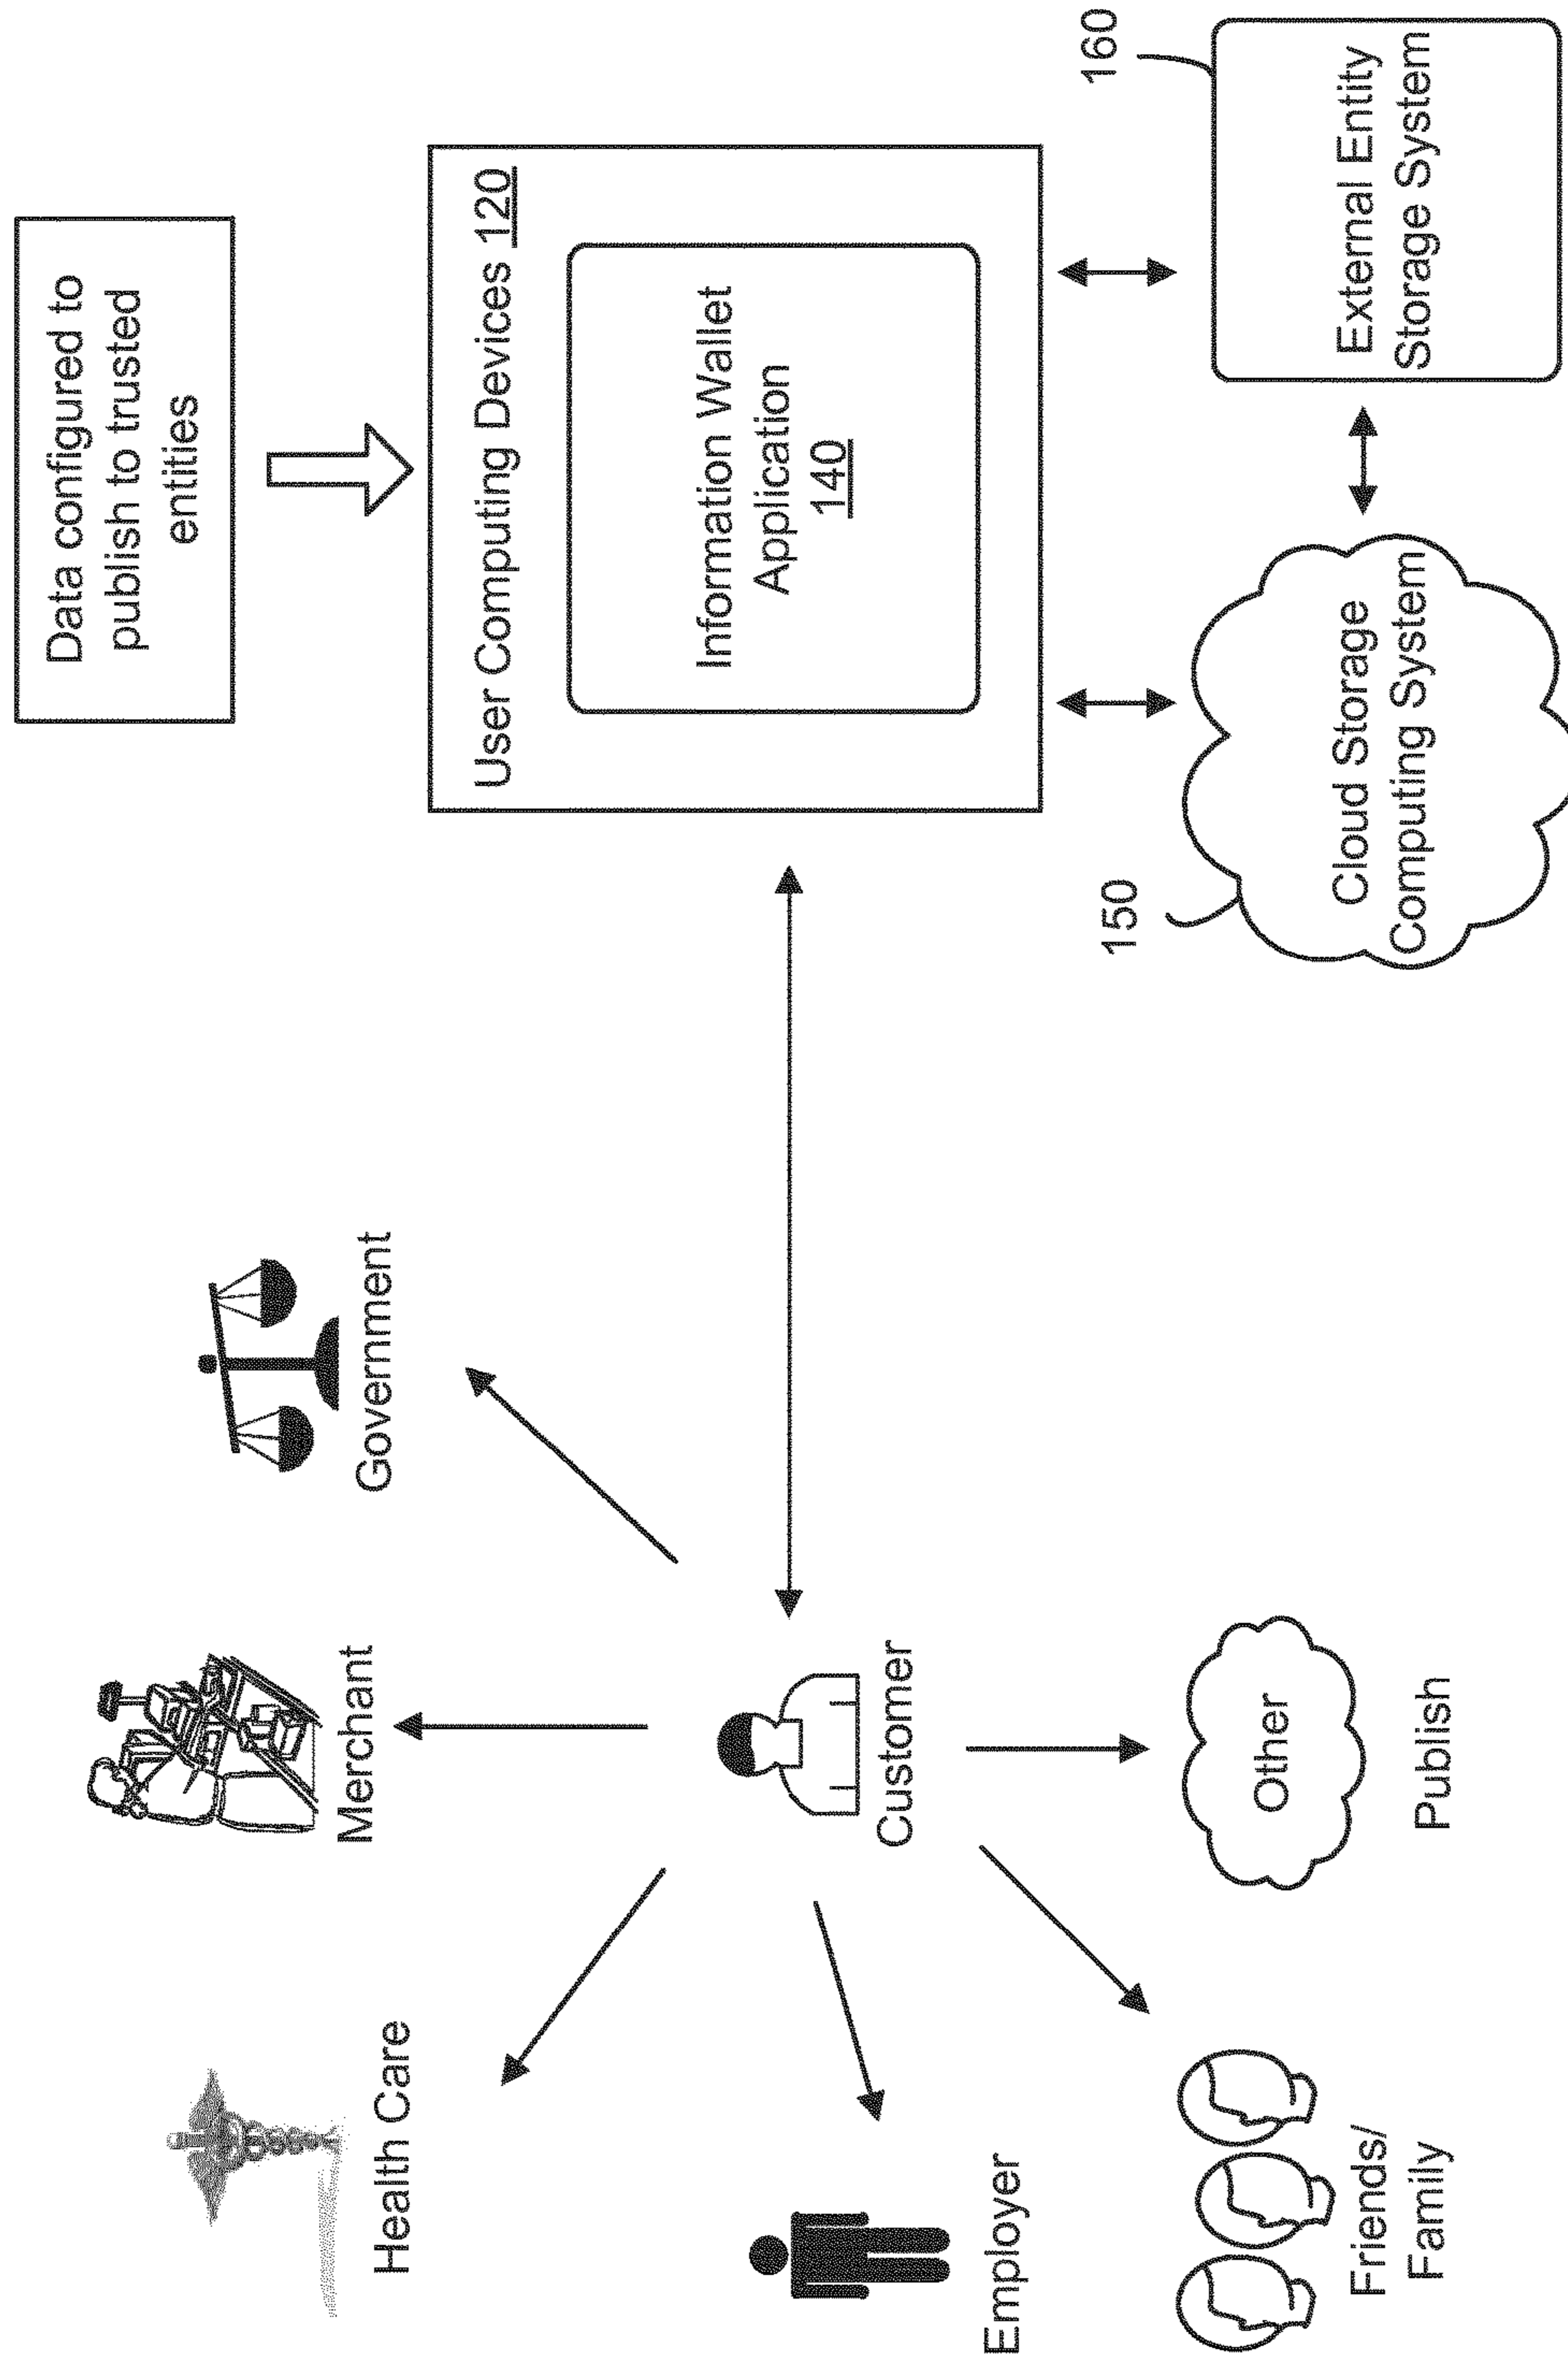 Health Care
Merchant
Government
Data configured to
publish to trusted
entities
Employer
Customer
User Computing Devices 120
Information Wallet
Application
140
Friends/
Family
Other
Publish
150
Cloud Storage
Computing System
160
External Entity
Storage System